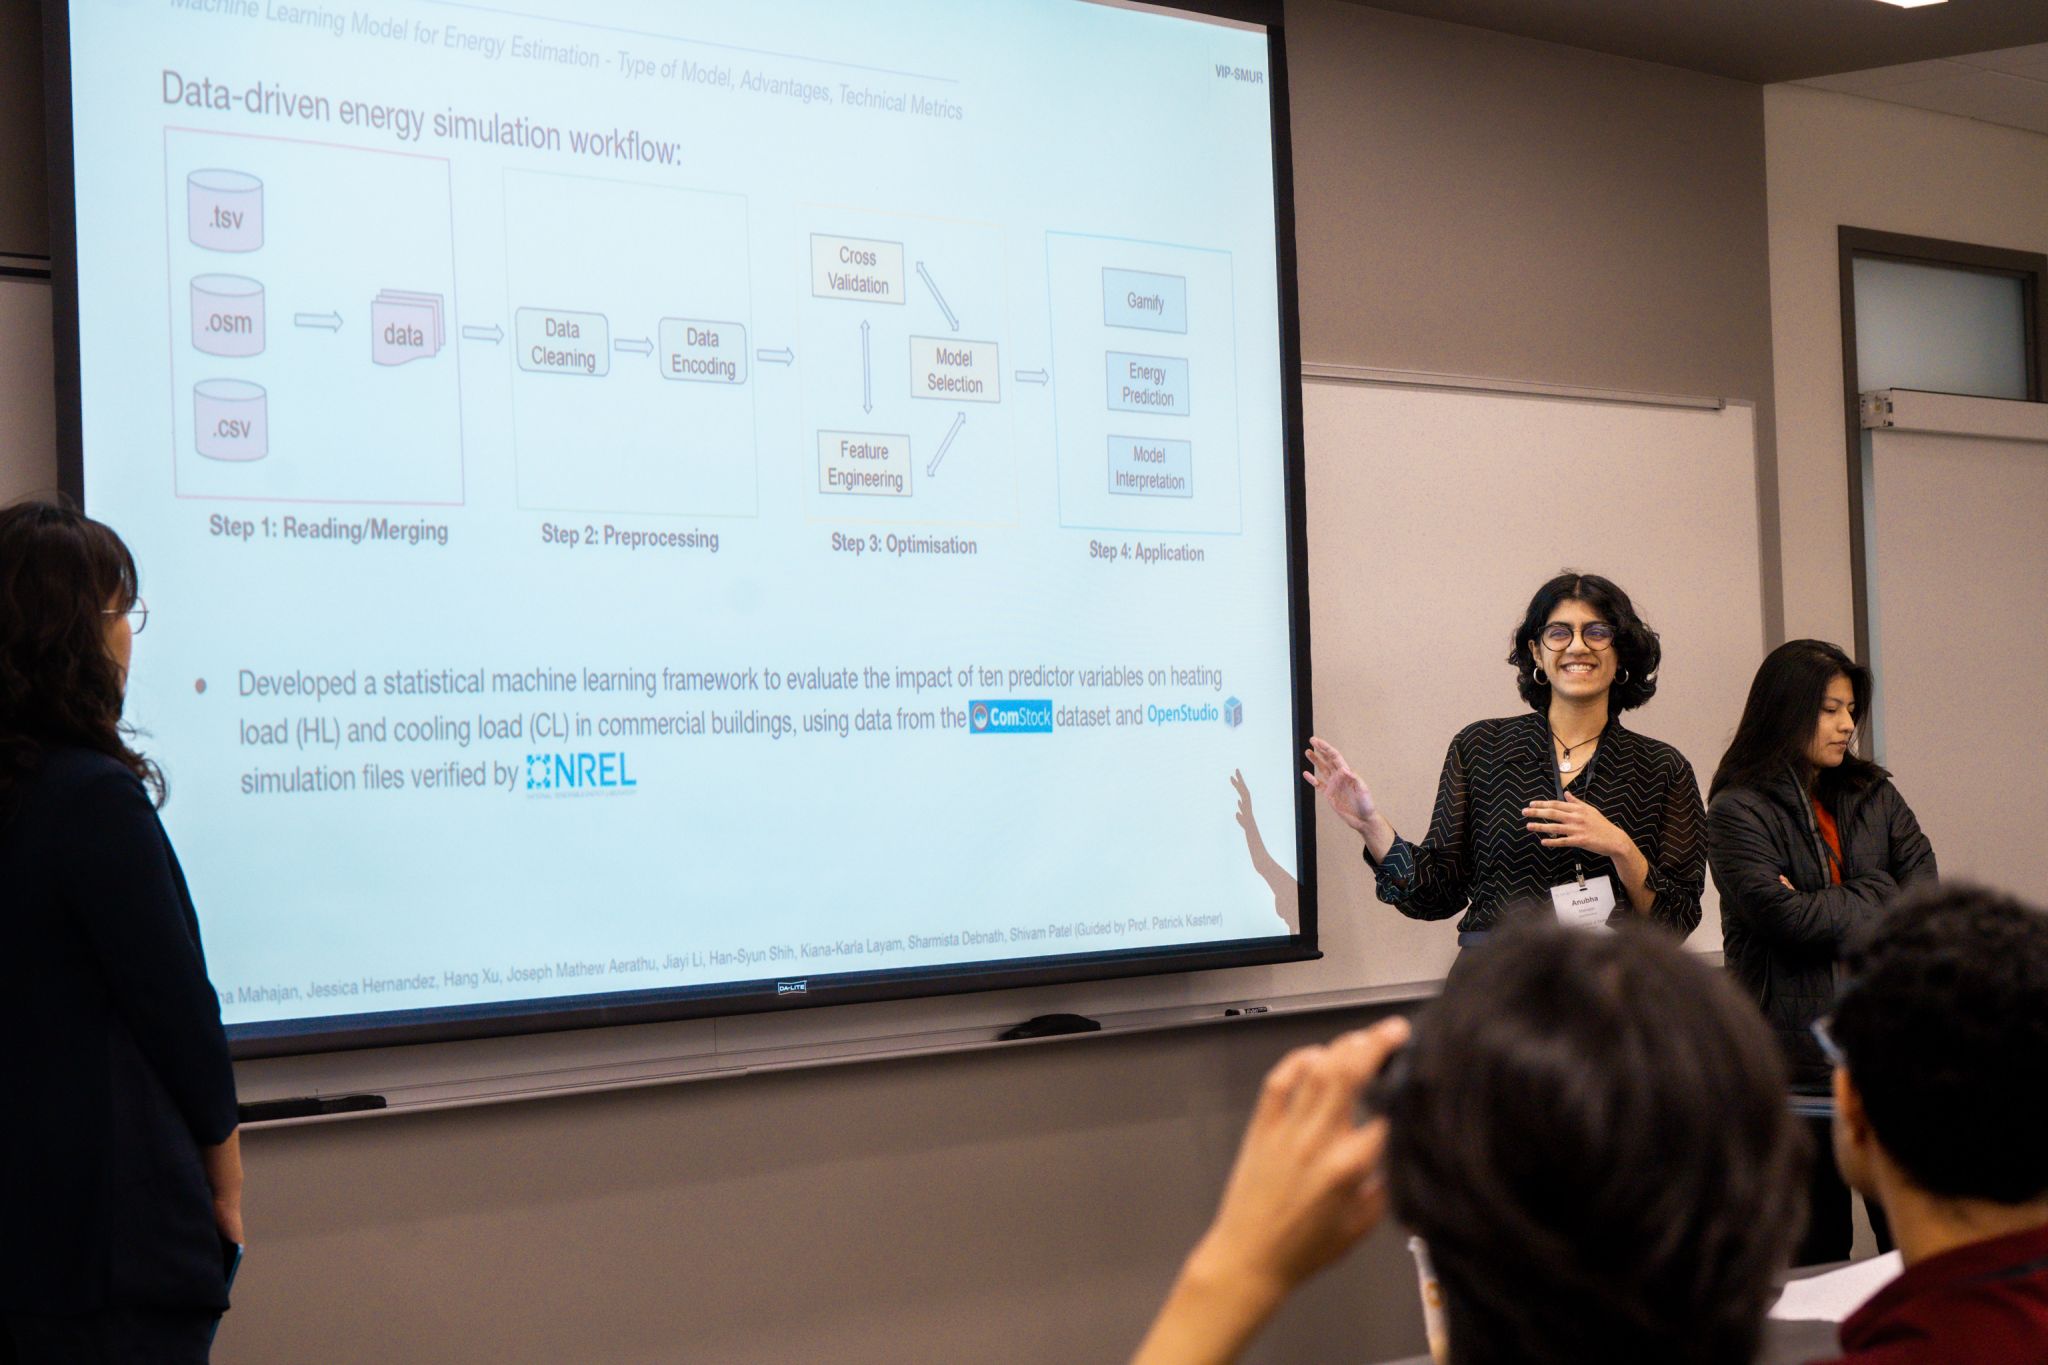 Machine Learning Model for Energy Estimation - Type of Model, Advantages, Technical Metrics
VIP-SMUR
Data-driven energy simulation workflow:
.tsv
.osm
.csv
data
Step 1: Reading/Merging
Data
Cleaning
Data
Encoding
Step 2: Preprocessing
Cross
Validation
Model
Selection
Feature
Engineering
Step 3: Optimisation
Gamify
Energy
Prediction
Model
Interpretation
Step 4: Application
• Developed a statistical machine learning framework to evaluate the impact of ten predictor variables on heating
load (HL) and cooling load (CL) in commercial buildings, using data from the ComStock dataset and OpenStudio
simulation files verified by NREL
Mahajan, Jessica Hernandez, Hang Xu, Joseph Mathew Aerathu, Jiayi Li, Han-Syun Shih, Kiana-Karla Layam, Sharmista Debnath, Shivam Patel (Guided by Prof. Patrick Kastner)
DA-LITE
Anubha